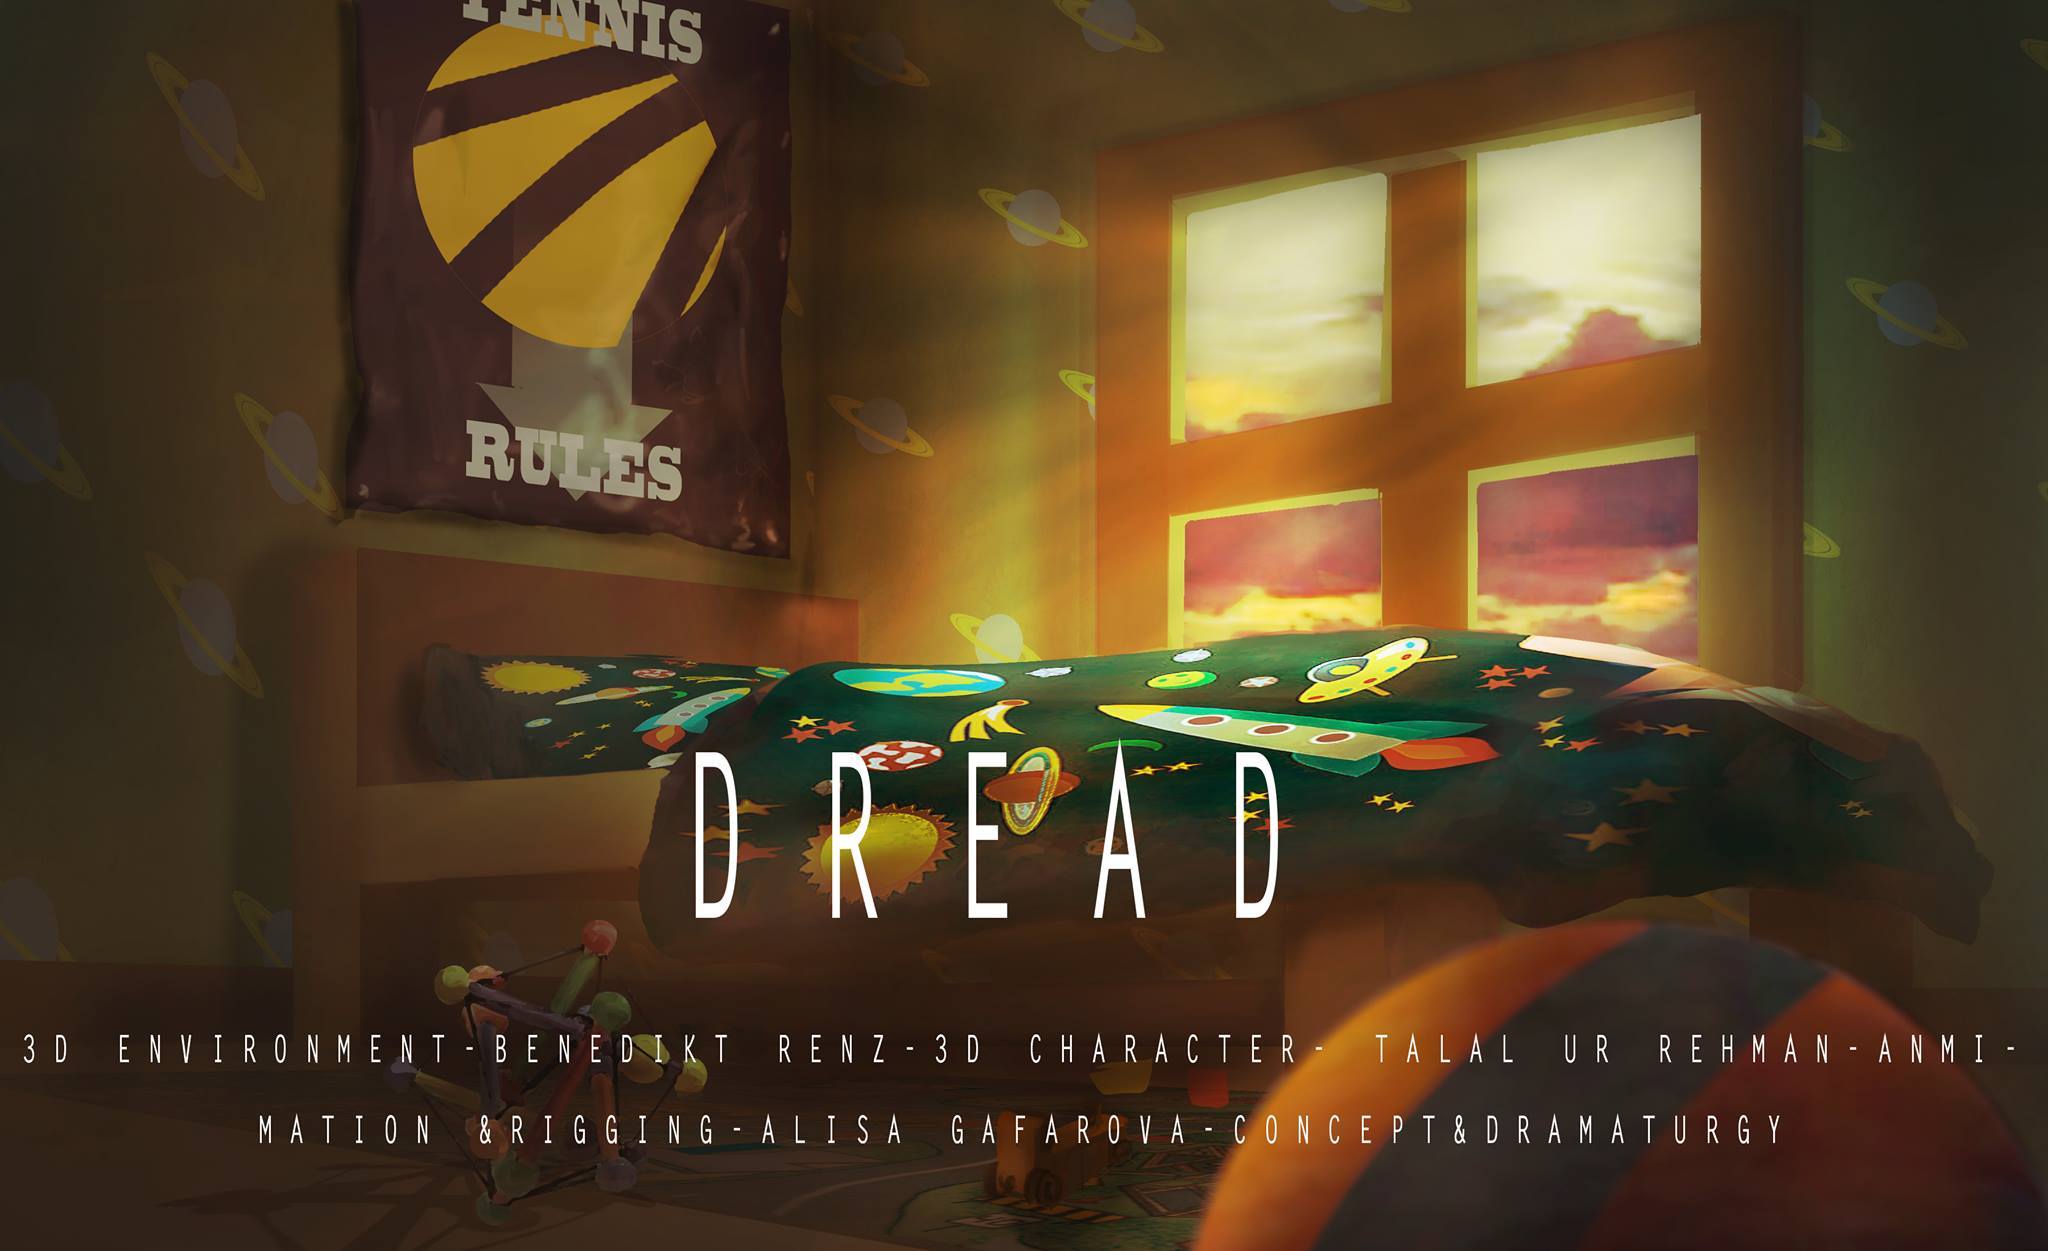 TENNIS
RULES
DREAD
3D ENVIRONMENT-BENEDIKT RENZ-3D CHARACTER- TALAL UR REHMAN-ANMI-
MATION &RIGGING-ALISA GAFAROVA-CONCEPT&DRAMATURGY